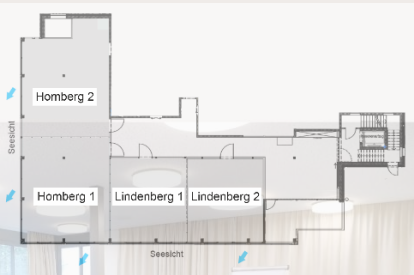 Homberg 2
Seesicht
Homberg 1
Lindenberg 1
Lindenberg 2
Seesicht